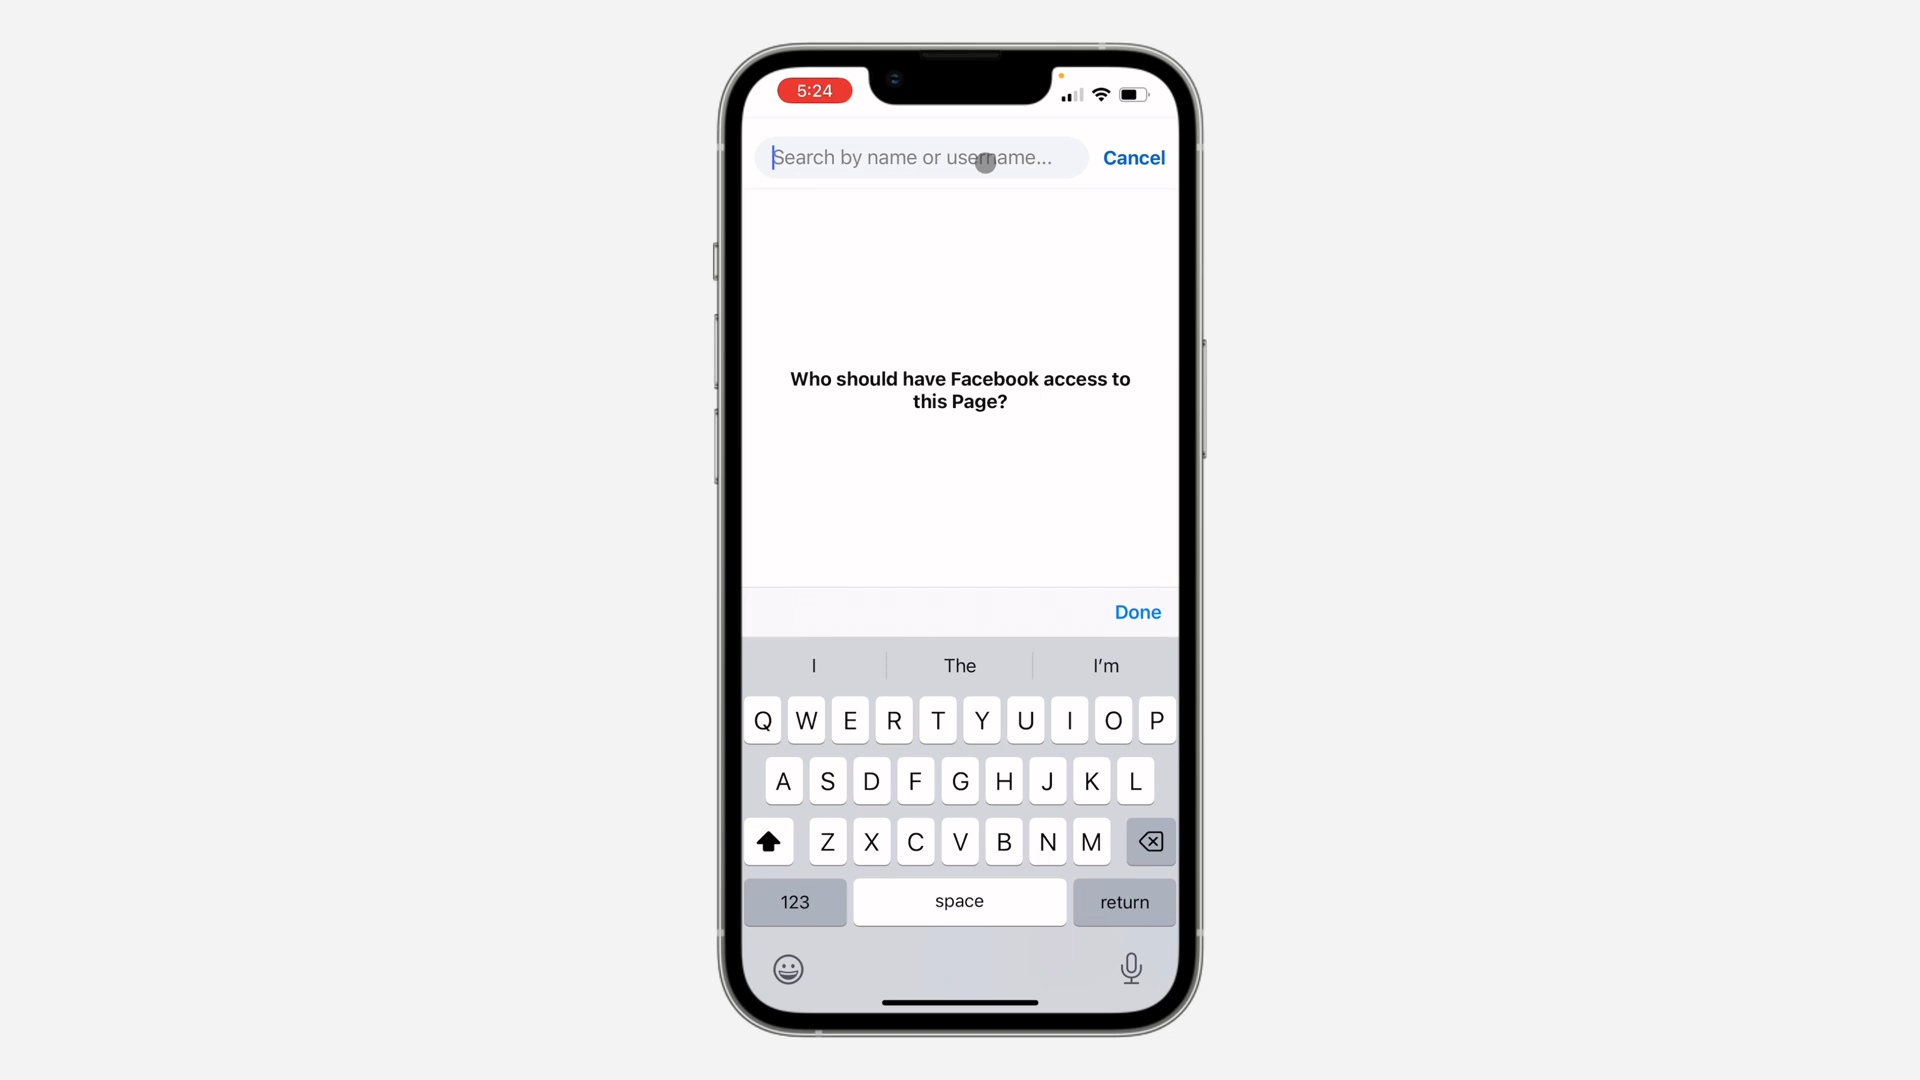 5:24
Search by name or username...
Cancel
Who should have Facebook access to
this Page?
Done
I The I'm
Q W E R T Y U I O P
A S D F G H J K L
Z X C V B N M
123 space return